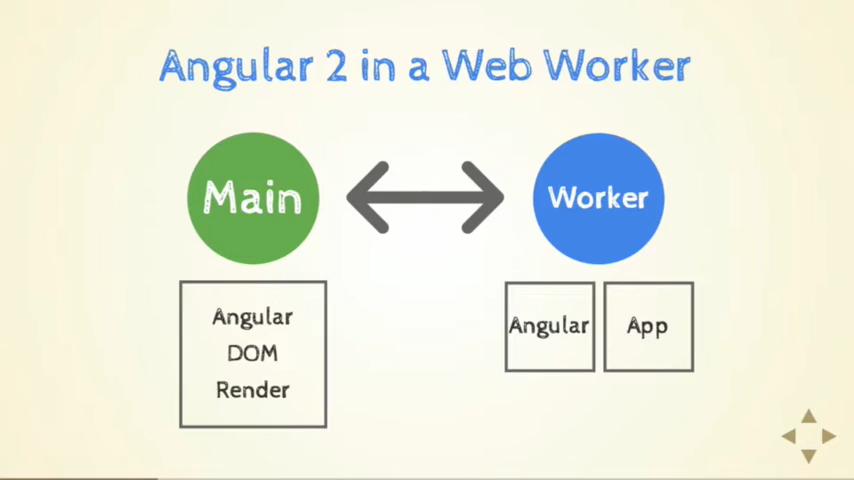 Angular 2 in a Web Worker
Main
Worker
Angular
DOM
Render
Angular
App